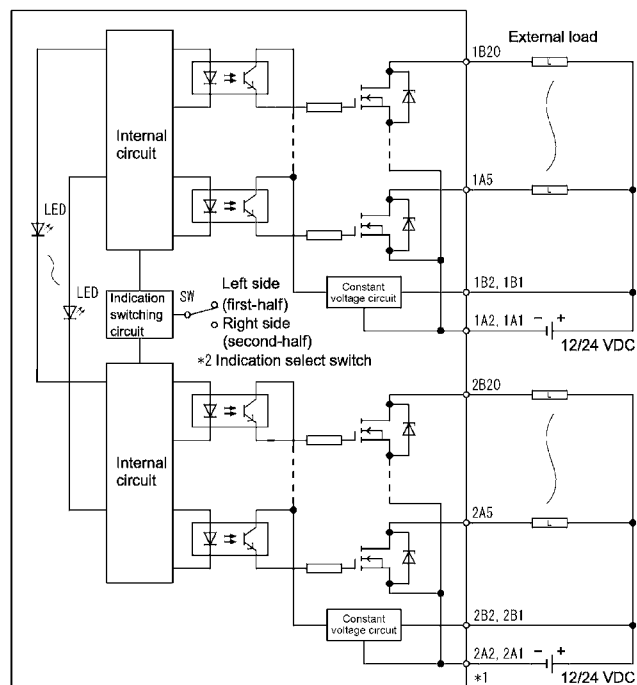 External load
1B20
L
Internal
circuit
1A5
L
LED
LED
Indication
switching
circuit
SW
Left side
(first-half)
Right side
(second-half)
*2 Indication select switch
Constant
voltage circuit
1B2, 1B1
1A2, 1A1
- +
12/24 VDC
2B20
L
Internal
circuit
2A5
L
Constant
voltage circuit
2B2, 2B1
2A2, 2A1
- +
*1
12/24 VDC